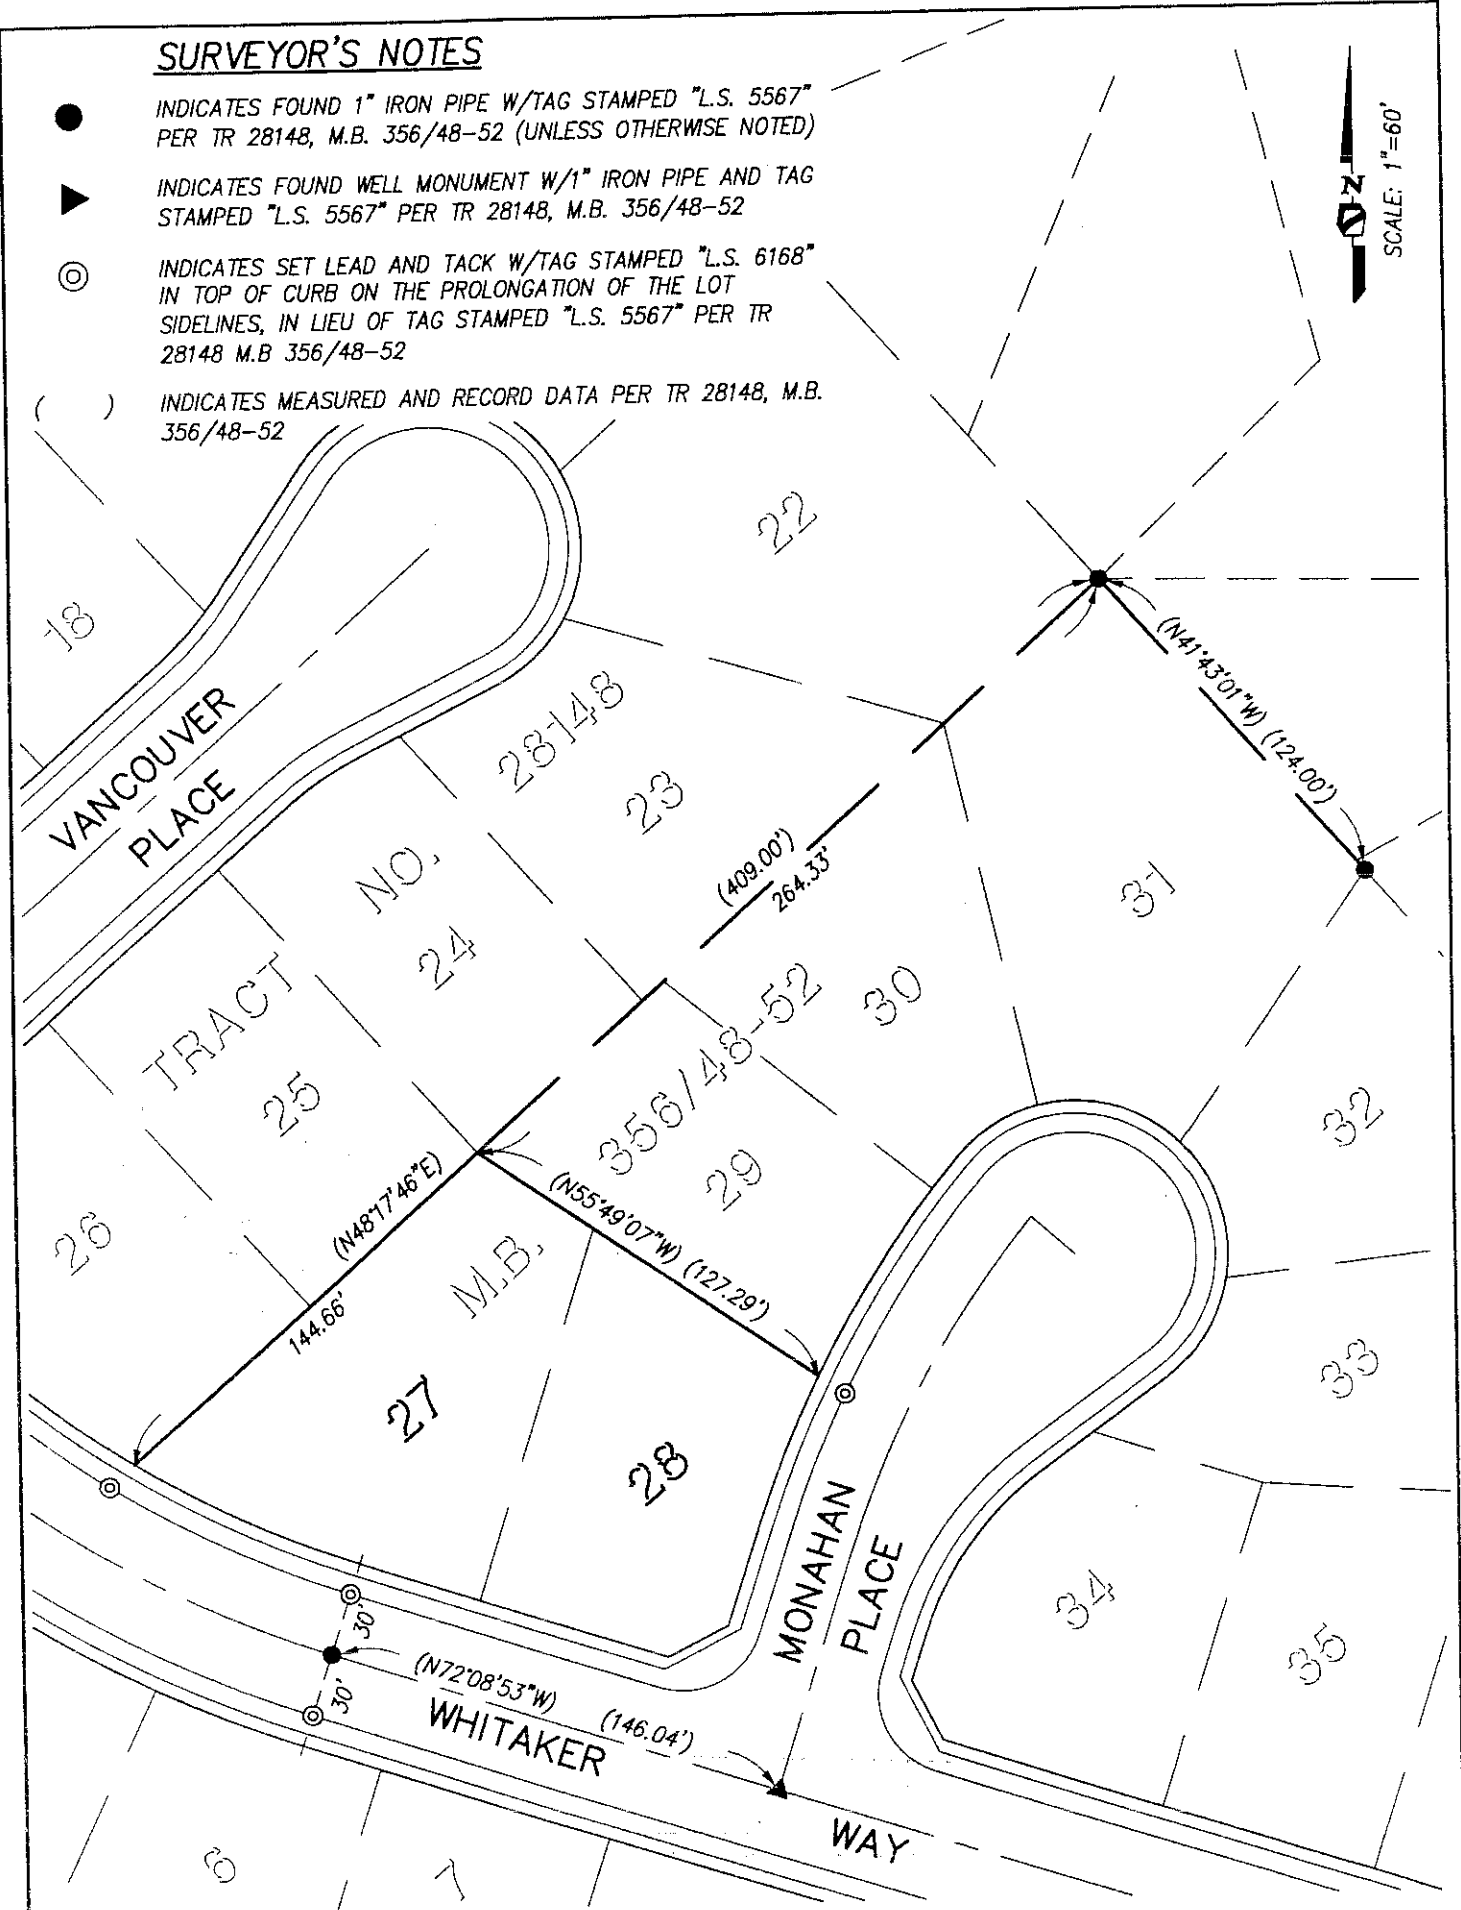 SURVEYOR'S NOTES
INDICATES FOUND 1" IRON PIPE W/TAG STAMPED "L.S. 5567"
PER TR 28148, M.B. 356/48-52 (UNLESS OTHERWISE NOTED)
INDICATES FOUND WELL MONUMENT W/1" IRON PIPE AND TAG
STAMPED "L.S. 5567" PER TR 28148, M.B. 356/48-52
INDICATES SET LEAD AND TACK W/TAG STAMPED "L.S. 6168"
IN TOP OF CURB ON THE PROLONGATION OF THE LOT
SIDELINES, IN LIEU OF TAG STAMPED "L.S. 5567" PER TR
28148 M.B 356/48-52
( ) INDICATES MEASURED AND RECORD DATA PER TR 28148, M.B.
356/48-52
N
SCALE: 1"=60'
22
18
(N41°43'01"W) (124.00')
VANCOUVER
PLACE
TRACT NO. 28148
23
24
25
26
(409.00')
264.33'
31
30
M.B. 356/48-52
29
32
(N48°17'46"E)
144.66'
(N55°49'07"W) (127.29')
27
28
33
34
35
MONAHAN
PLACE
30'
30'
(N72°08'53"W) (146.04')
WHITAKER
WAY
6
7